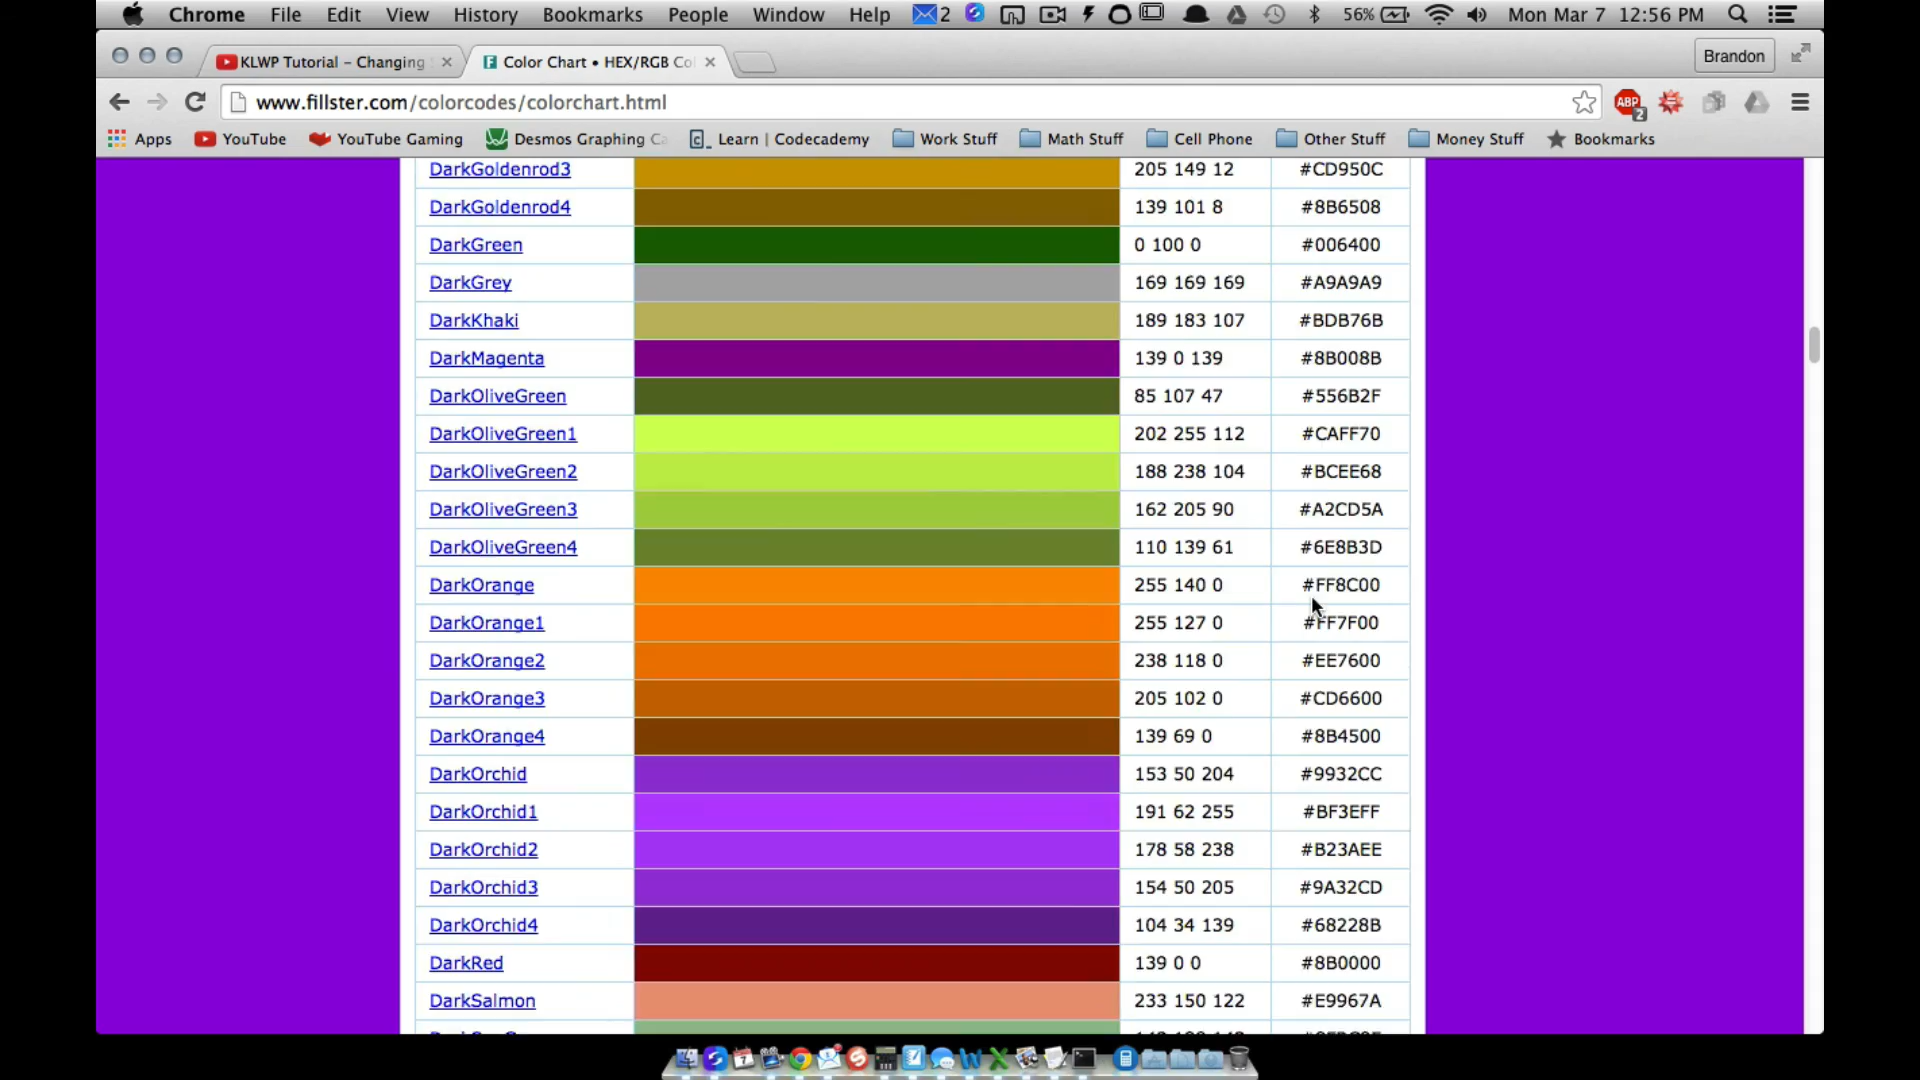 Chrome File Edit View History Bookmarks People Window Help 2 56% Mon Mar 7 12:56 PM
KLWP Tutorial – Changing Color Chart • HEX/RGB Co Brandon
www.fillster.com/colorcodes/colorchart.html ABP 2
Apps YouTube YouTube Gaming Desmos Graphing Ca Learn | Codecademy Work Stuff Math Stuff Cell Phone Other Stuff Money Stuff Bookmarks
DarkGoldenrod3 205 149 12 #CD950C
DarkGoldenrod4 139 101 8 #8B6508
DarkGreen 0 100 0 #006400
DarkGrey 169 169 169 #A9A9A9
DarkKhaki 189 183 107 #BDB76B
DarkMagenta 139 0 139 #8B008B
DarkOliveGreen 85 107 47 #556B2F
DarkOliveGreen1 202 255 112 #CAFF70
DarkOliveGreen2 188 238 104 #BCEE68
DarkOliveGreen3 162 205 90 #A2CD5A
DarkOliveGreen4 110 139 61 #6E8B3D
DarkOrange 255 140 0 #FF8C00
DarkOrange1 255 127 0 #FF7F00
DarkOrange2 238 118 0 #EE7600
DarkOrange3 205 102 0 #CD6600
DarkOrange4 139 69 0 #8B4500
DarkOrchid 153 50 204 #9932CC
DarkOrchid1 191 62 255 #BF3EFF
DarkOrchid2 178 58 238 #B23AEE
DarkOrchid3 154 50 205 #9A32CD
DarkOrchid4 104 34 139 #68228B
DarkRed 139 0 0 #8B0000
DarkSalmon 233 150 122 #E9967A